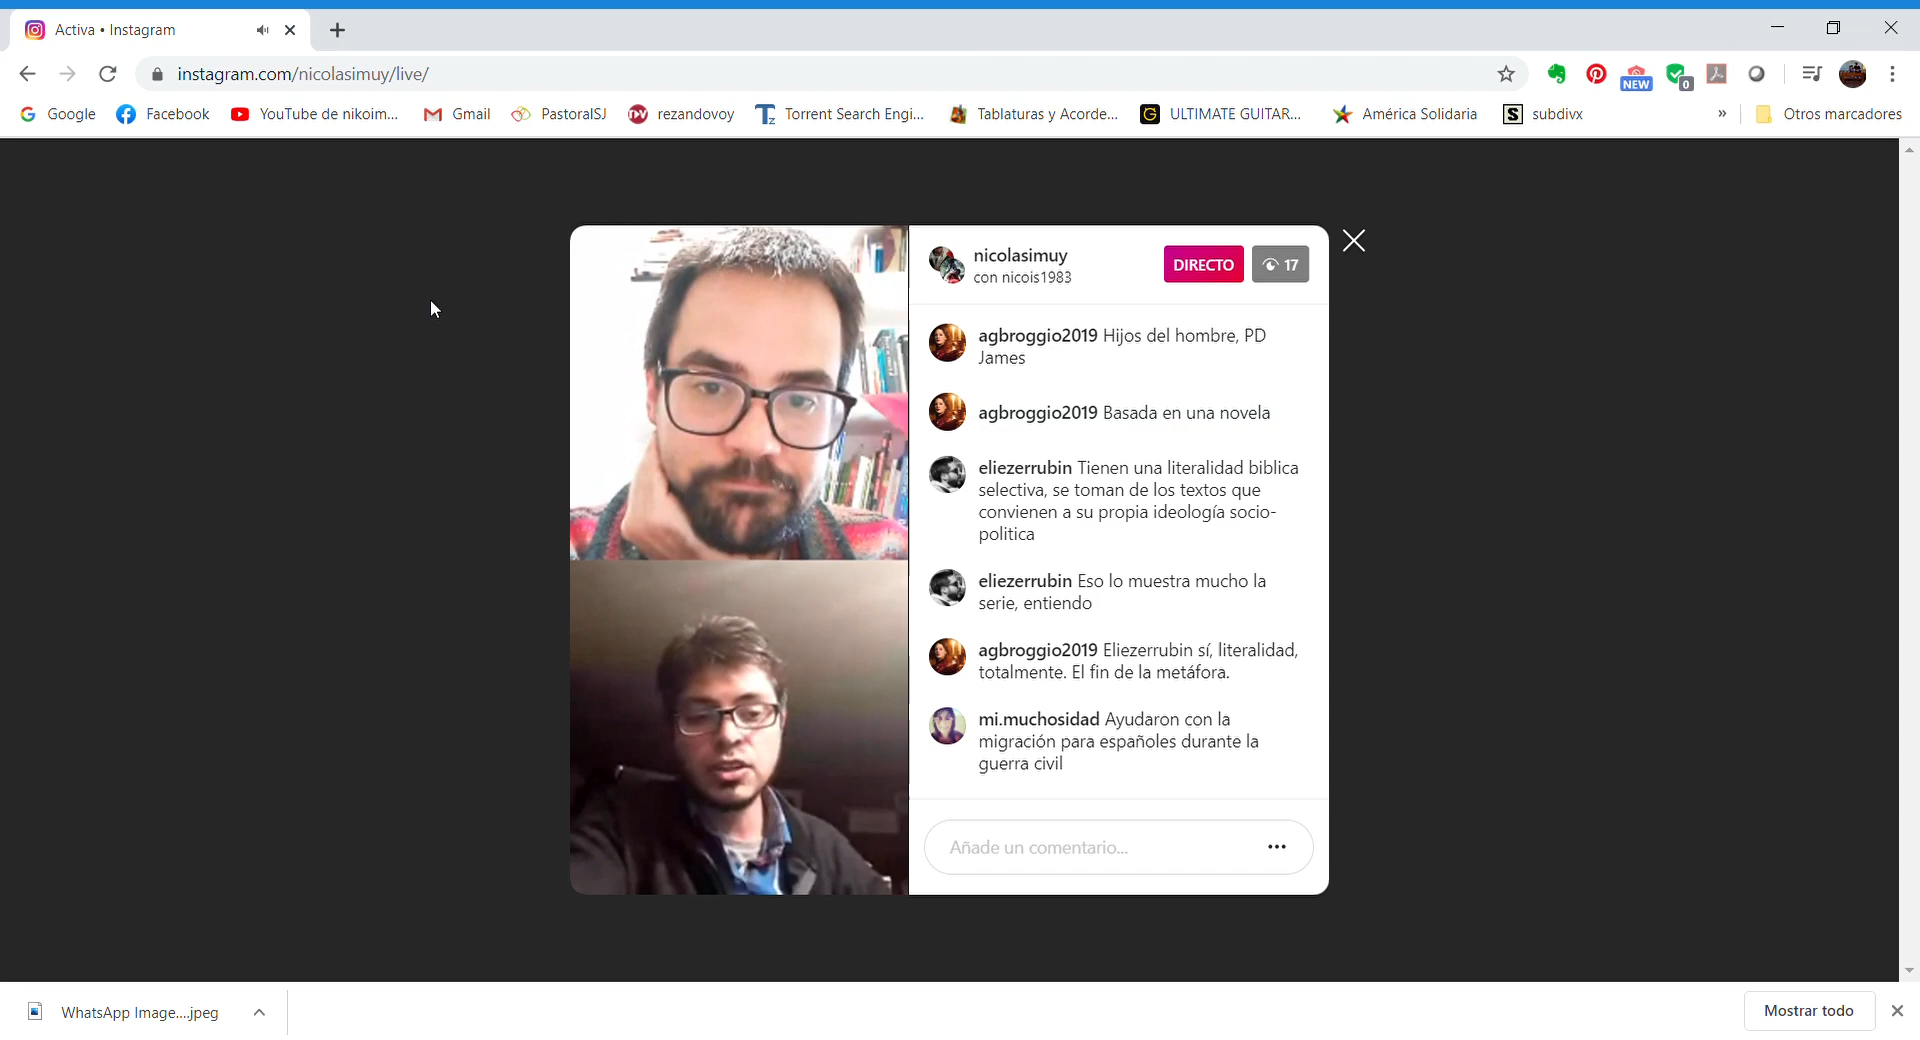 Activa • Instagram
instagram.com/nicolasimuy/live/
NEW
0
Google
Facebook
YouTube de nikoim...
Gmail
PastoralSJ
rezandovoy
Torrent Search Engi...
Tablaturas y Acorde...
ULTIMATE GUITAR...
América Solidaria
subdivx
»
Otros marcadores
nicolasimuy
con nicois1983
DIRECTO
17
agbroggio2019 Hijos del hombre, PD
James
agbroggio2019 Basada en una novela
eliezerrubin Tienen una literalidad biblica
selectiva, se toman de los textos que
convienen a su propia ideología socio-
politica
eliezerrubin Eso lo muestra mucho la
serie, entiendo
agbroggio2019 Eliezerrubin sí, literalidad,
totalmente. El fin de la metáfora.
mi.muchosidad Ayudaron con la
migración para españoles durante la
guerra civil
Añade un comentario...
WhatsApp Image....jpeg
Mostrar todo